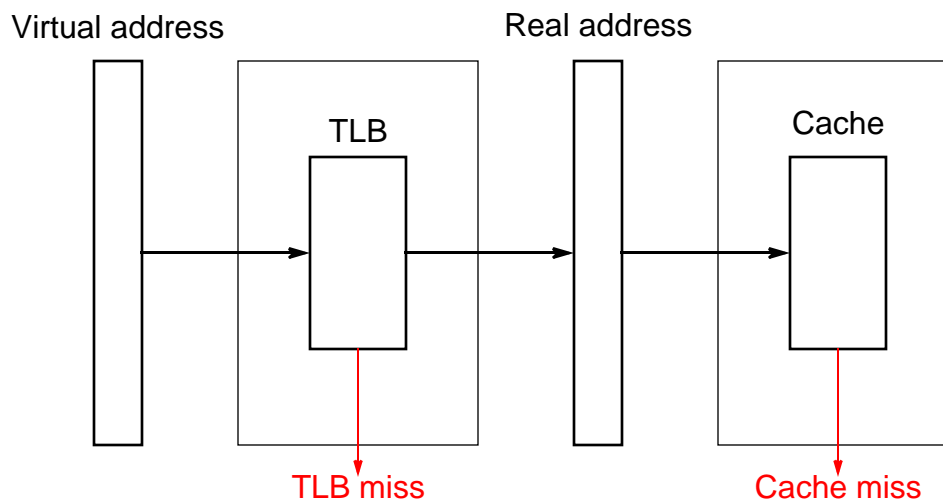 Virtual address
Real address
TLB
Cache
TLB miss
Cache miss